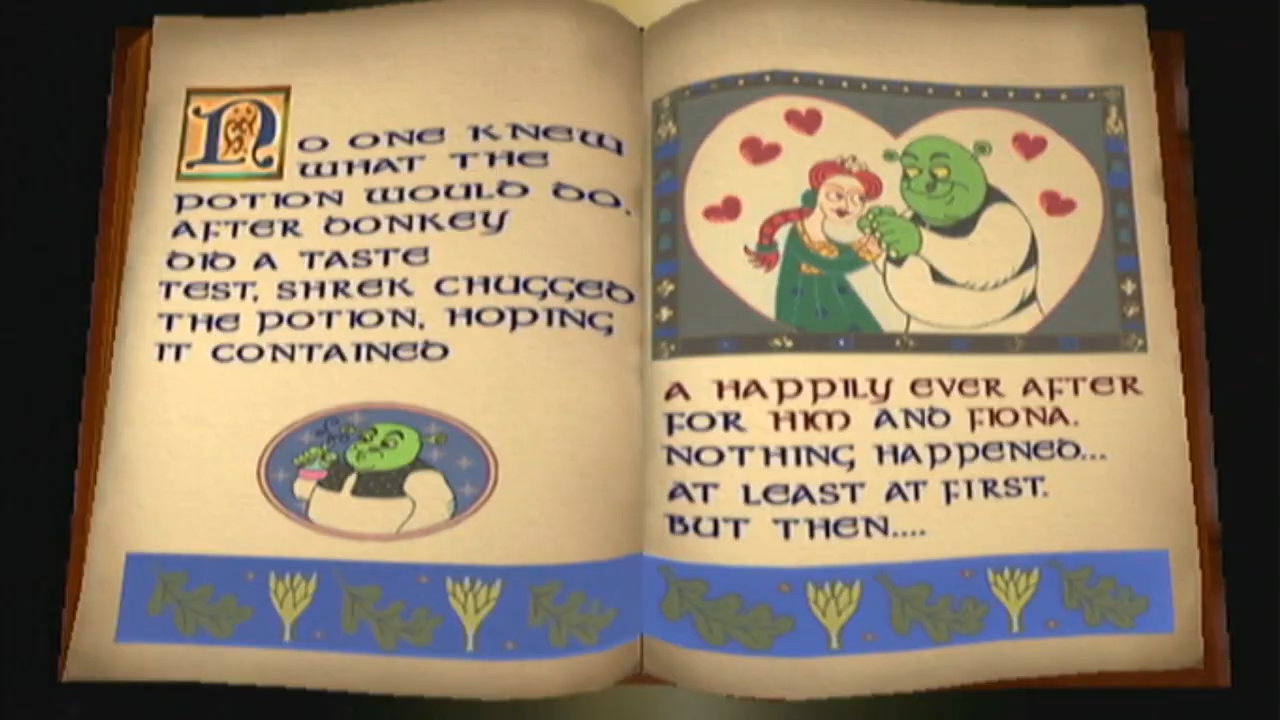 NO ONE KNEW
WHAT THE
POTION WOULD DO.
AFTER DONKEY
DID A TASTE
TEST, SHREK CHUGGED
THE POTION, HOPING
IT CONTAINED
A HAPPILY EVER AFTER
FOR HIM AND FIONA.
NOTHING HAPPENED...
AT LEAST AT FIRST.
BUT THEN....